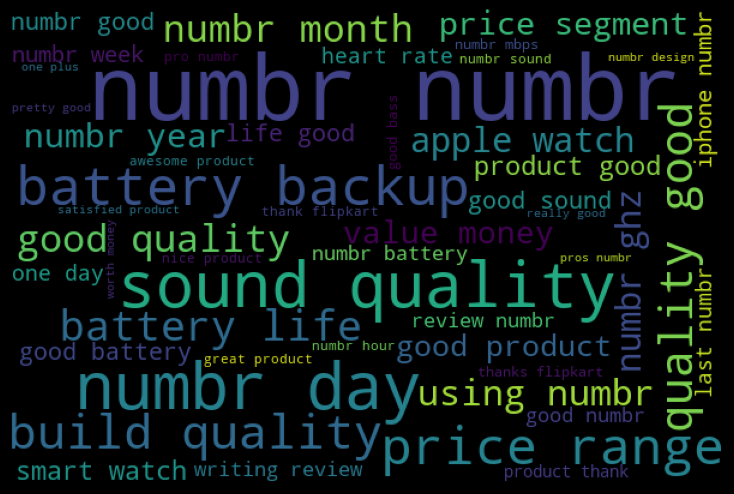 numbr good
numbr month
price segment
numbr week
pro numbr
heart rate
numbr mbps
numbr sound
numbr design
one plus
numbr numbr
iphone numbr
pretty good
numbr year
life good
good bass
apple watch
awesome product
product good
battery backup
good sound
quality good
satisfied product
thank flipkart
really good
numbr ghz
good quality
worth money
value money
nice product
numbr battery
pros numbr
one day
sound quality
last numbr
battery life
review numbr
good battery
great product
numbr hour
good product
numbr day
thanks flipkart
using numbr
build quality
good numbr
price range
smart watch
writing review
product thank